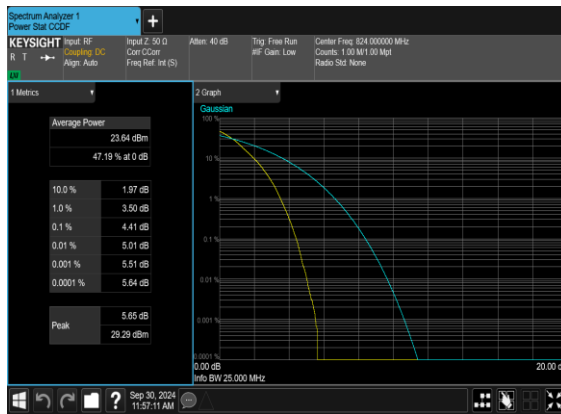 Spectrum Analyzer 1
Power Stat CCDF
KEYSIGHT
R T
LXI
Input: RF
Coupling: DC
Align: Auto
Input Z: 50 Ω
Corr CCorr
Freq Ref: Int (S)
Atten: 40 dB
Trig: Free Run
#IF Gain: Low
Center Freq: 824.000000 MHz
Counts: 1.00 M/1.00 Mpt
Radio Std: None
1 Metrics
Average Power
23.64 dBm
47.19 % at 0 dB
10.0 % 1.97 dB
1.0 % 3.50 dB
0.1 % 4.41 dB
0.01 % 5.01 dB
0.001 % 5.51 dB
0.0001 % 5.64 dB
Peak
5.65 dB
29.29 dBm
2 Graph
Gaussian
100 %
10 %
1 %
0.1 %
0.01 %
0.001 %
0.0001 %
0.00 dB
20.00 d
Info BW 25.000 MHz
?
Sep 30, 2024
11:57:11 AM